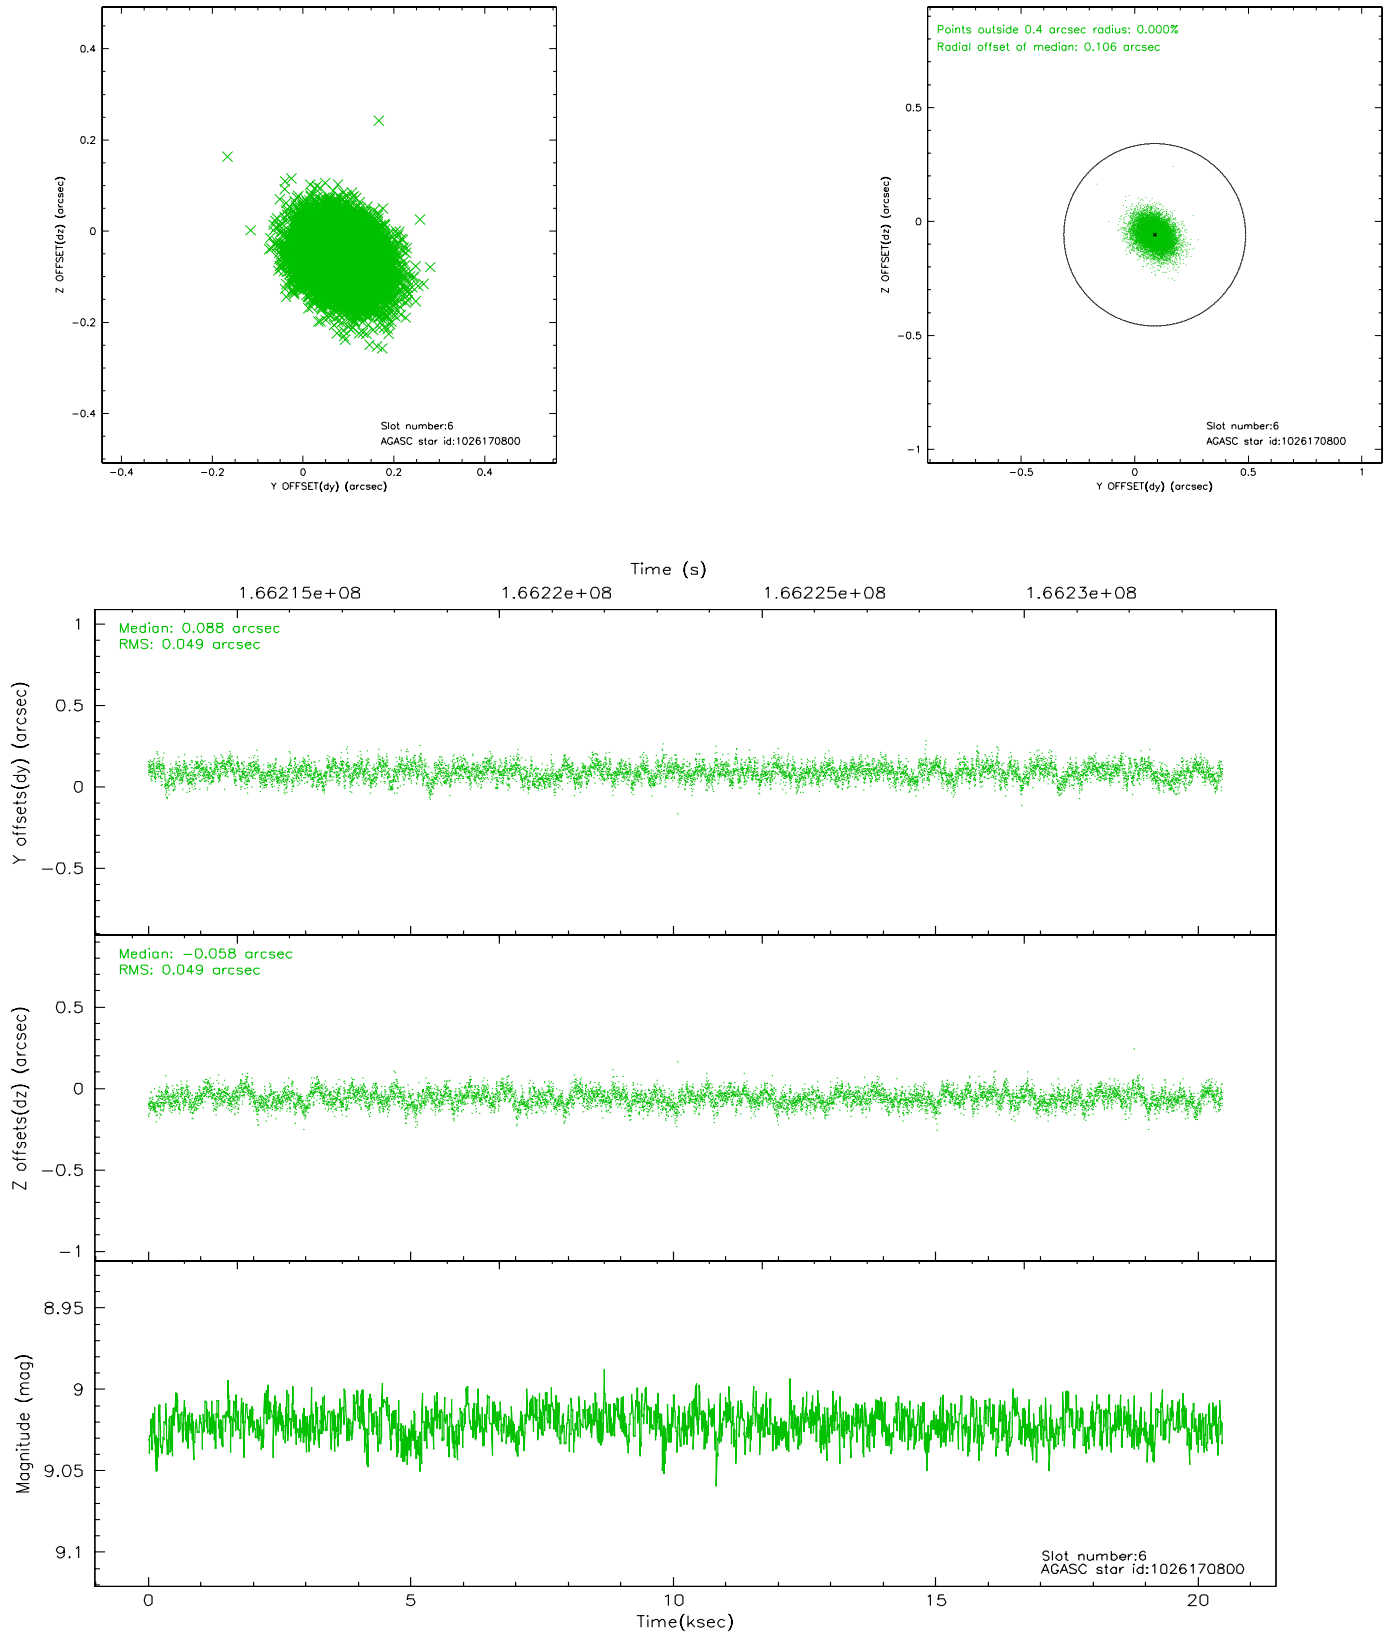 0.4
0.2
0
−0.2
−0.4
−0.4
−0.2
0
0.2
0.4
Z OFFSET(dz) (arcsec)
Y OFFSET(dy) (arcsec)
Slot number:6
AGASC star id:1026170800
Points outside 0.4 arcsec radius: 0.000%
Radial offset of median: 0.106 arcsec
0.5
0
−0.5
−1
−0.5
0
0.5
1
Z OFFSET(dz) (arcsec)
Y OFFSET(dy) (arcsec)
Slot number:6
AGASC star id:1026170800
Time (s)
1.66215e+08
1.6622e+08
1.66225e+08
1.6623e+08
Median: 0.088 arcsec
RMS: 0.049 arcsec
1
0.5
0
−0.5
Y offsets(dy) (arcsec)
Median: −0.058 arcsec
RMS: 0.049 arcsec
0.5
0
−0.5
−1
Z offsets(dz) (arcsec)
8.95
9
9.05
9.1
Magnitude (mag)
Slot number:6
AGASC star id:1026170800
0
5
10
15
20
Time(ksec)